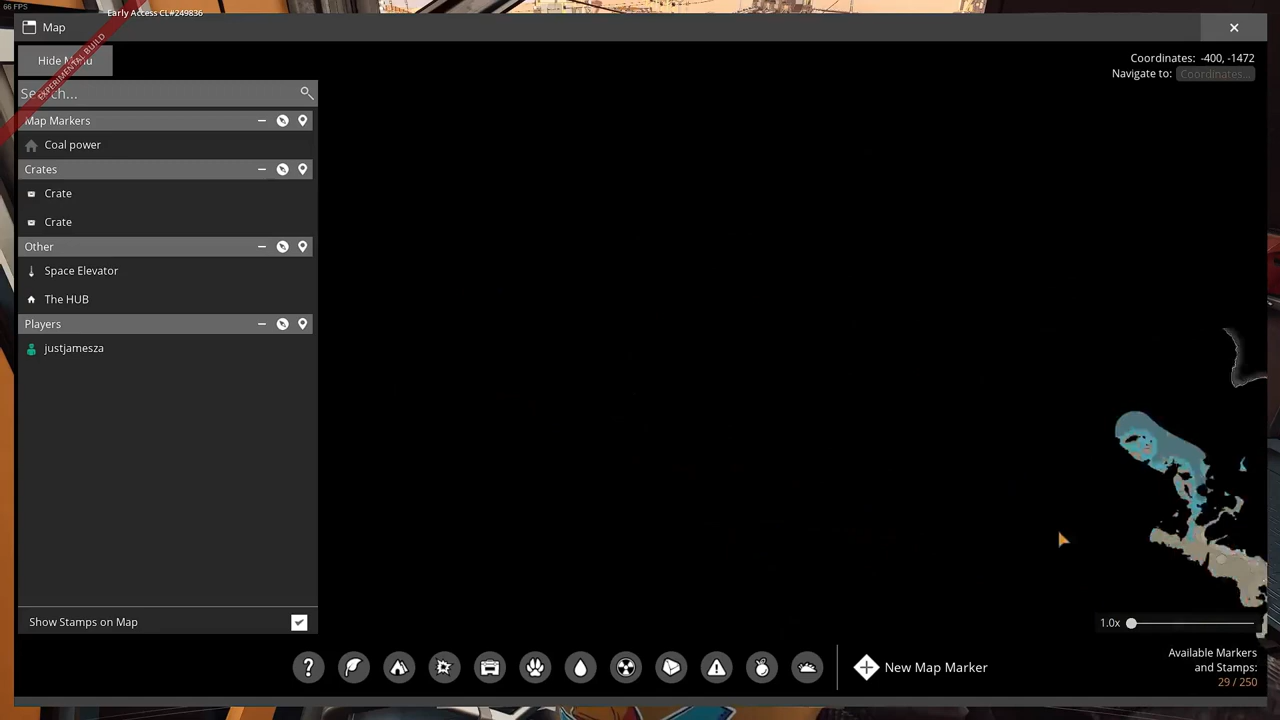 66 FPS
Early Access CL#249836
Map
EXPERIMENTAL BUILD
Hide Menu
Coordinates: -400, -1472
Navigate to: Coordinates...
Search...
Map Markers
Coal power
Crates
Crate
Crate
Other
Space Elevator
The HUB
Players
justjamesza
Show Stamps on Map
1.0x
New Map Marker
Available Markers
and Stamps:
29 / 250